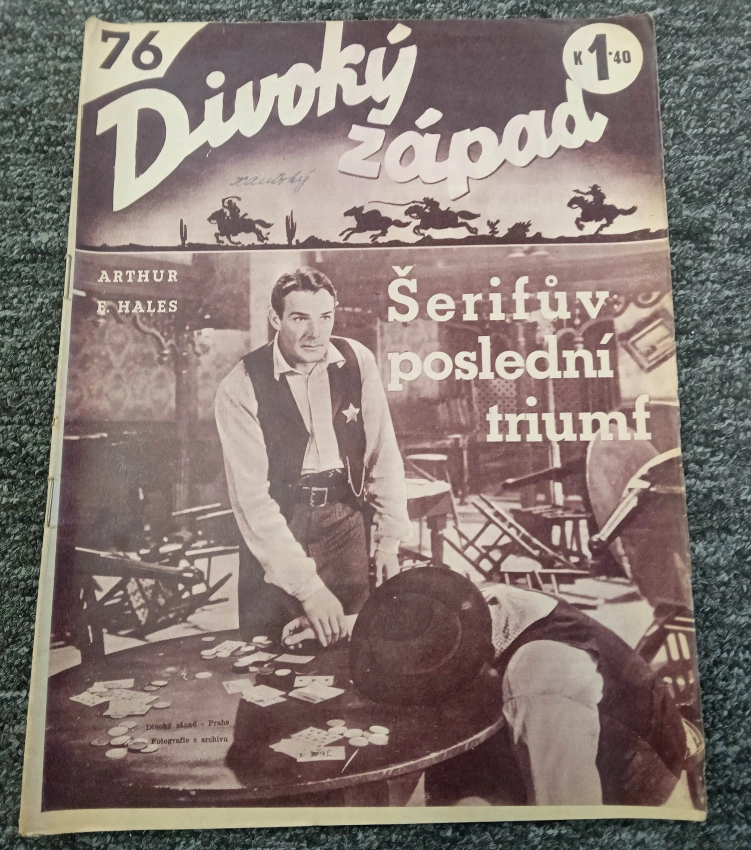 76
Divoký
západ
K 1·40
ARTHUR
E. HALES
Šerifův
poslední
triumf
Divoký západ - Praha
Fotografie z archivu